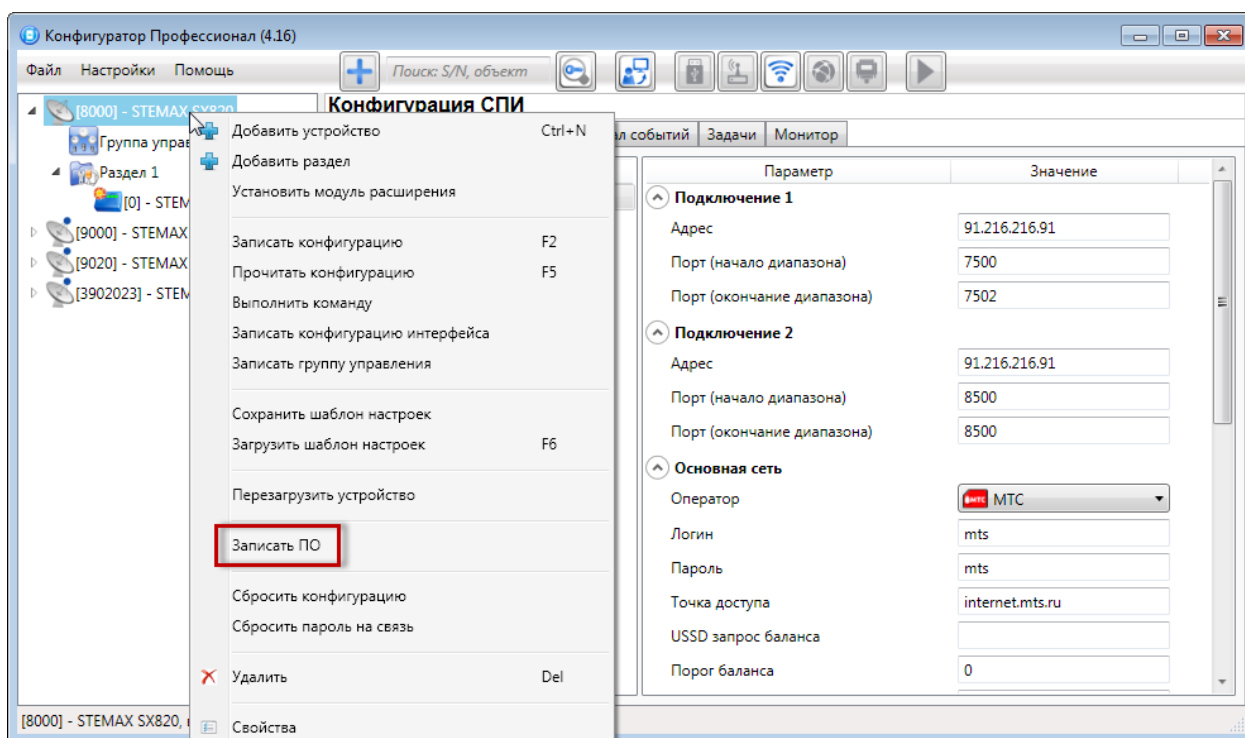 Конфигуратор Профессионал (4.16)
Файл Настройки Помощь Поиск: S/N, объект
[8000] - STEMAX SX820
Группа управ
Раздел 1
[0] - STEM
[9000] - STEMAX
[9020] - STEMAX
[3902023] - STEM
Конфигурация СПИ
ал событий Задачи Монитор
Добавить устройство Ctrl+N
Добавить раздел
Установить модуль расширения
Записать конфигурацию F2
Прочитать конфигурацию F5
Выполнить команду
Записать конфигурацию интерфейса
Записать группу управления
Сохранить шаблон настроек
Загрузить шаблон настроек F6
Перезагрузить устройство
Записать ПО
Сбросить конфигурацию
Сбросить пароль на связь
Удалить Del
Свойства
Параметр Значение
Подключение 1
Адрес 91.216.216.91
Порт (начало диапазона) 7500
Порт (окончание диапазона) 7502
Подключение 2
Адрес 91.216.216.91
Порт (начало диапазона) 8500
Порт (окончание диапазона) 8500
Основная сеть
Оператор МТС
Логин mts
Пароль mts
Точка доступа internet.mts.ru
USSD запрос баланса
Порог баланса 0
[8000] - STEMAX SX820,